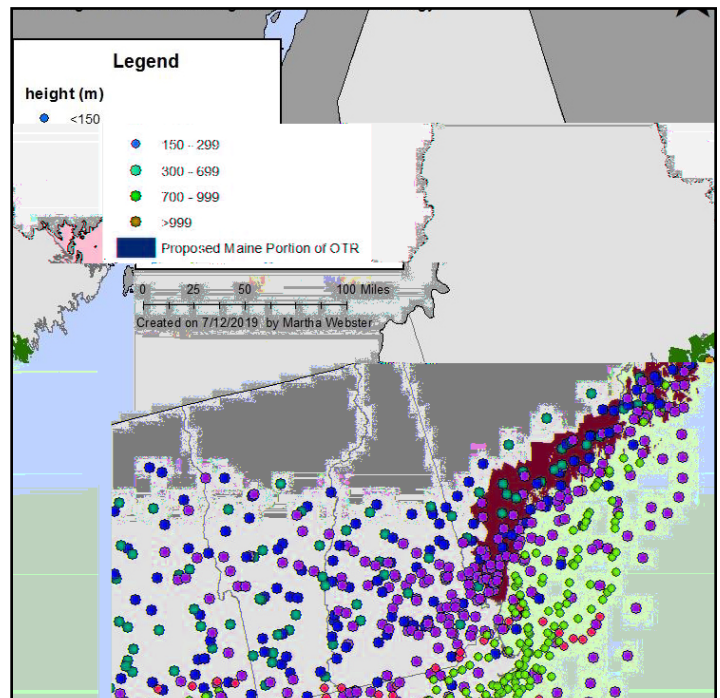 Legend
height (m)
<150
150 - 299
300 - 699
700 - 999
>999
Proposed Maine Portion of OTR
0 25 50 100 Miles
Created on 7/12/2019 by Martha Webster